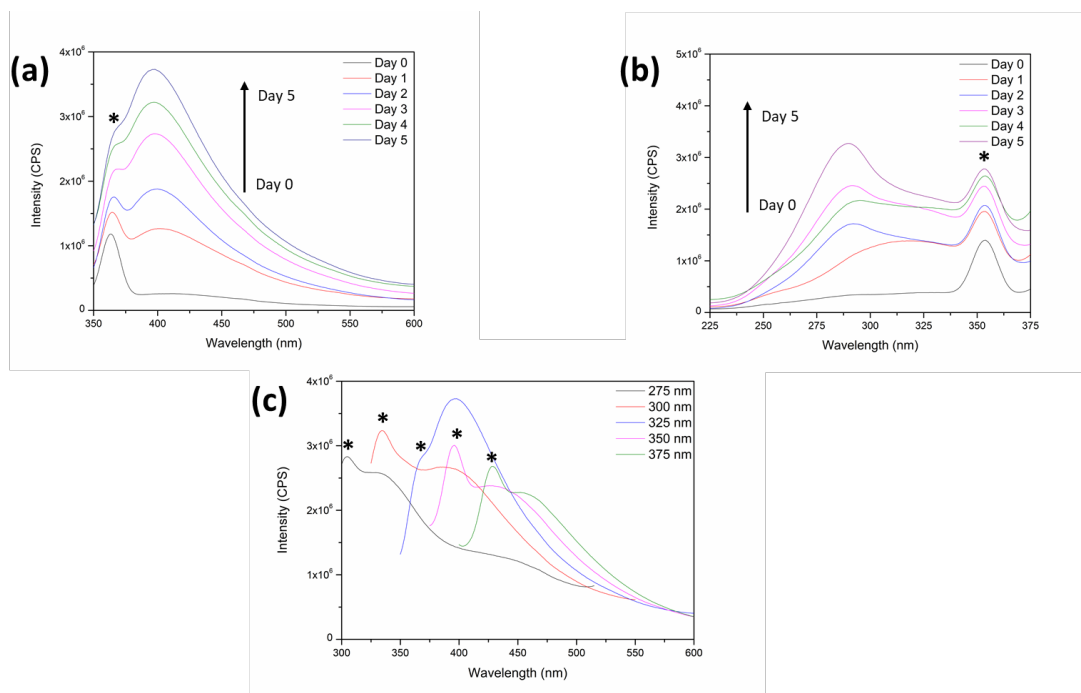 (a)
4x10⁶
3x10⁶
2x10⁶
1x10⁶
0
Intensity (CPS)
350 400 450 500 550 600
Wavelength (nm)
*
Day 5
Day 0
Day 0
Day 1
Day 2
Day 3
Day 4
Day 5
(b)
5x10⁶
4x10⁶
3x10⁶
2x10⁶
1x10⁶
0
Intensity (CPS)
225 250 275 300 325 350 375
Wavelength (nm)
Day 5
Day 0
*
Day 0
Day 1
Day 2
Day 3
Day 4
Day 5
(c)
4x10⁶
3x10⁶
2x10⁶
1x10⁶
0
Intensity (CPS)
300 350 400 450 500 550 600
Wavelength (nm)
* * * * *
275 nm
300 nm
325 nm
350 nm
375 nm